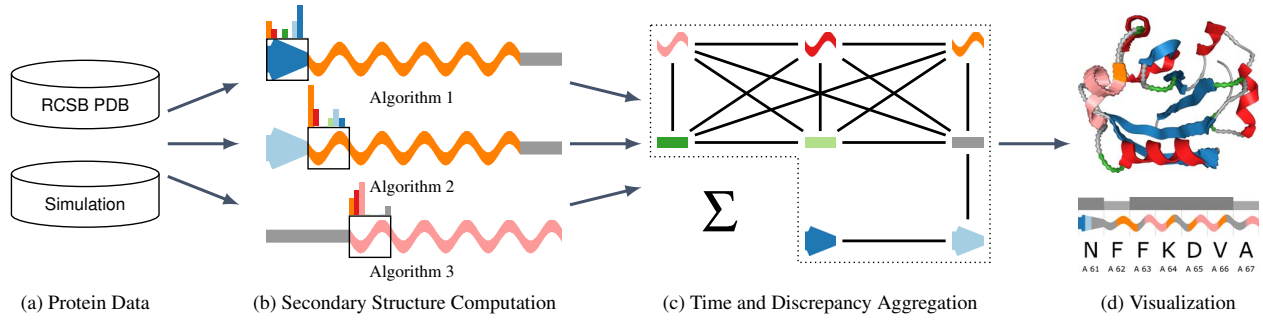 RCSB PDB
Simulation
Algorithm 1
Algorithm 2
Algorithm 3
Σ
N F F K D V A
A 61 A 62 A 63 A 64 A 65 A 66 A 67
(a) Protein Data
(b) Secondary Structure Computation
(c) Time and Discrepancy Aggregation
(d) Visualization